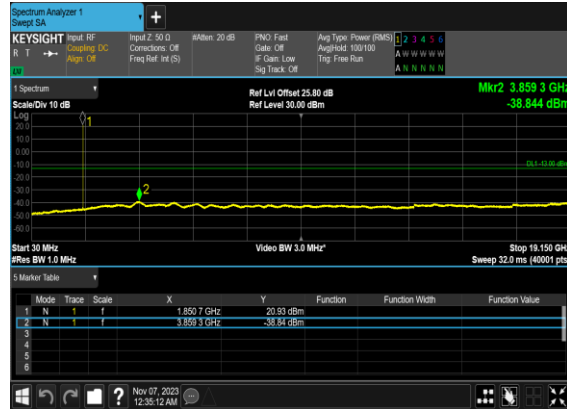 Spectrum Analyzer 1
Swept SA
+
KEYSIGHT Input: RF Input Z: 50 Ω #Atten: 20 dB PNO: Fast Avg Type: Power (RMS) 1 2 3 4 5 6
R T Coupling: DC Corrections: Off Gate: Off Avg|Hold: 100/100 A W W W W W
Align: Off Freq Ref: Int (S) IF Gain: Low Trig: Free Run
Sig Track: Off A N N N N N
1 Spectrum
Ref Lvl Offset 25.80 dB Mkr2 3.859 3 GHz
Scale/Div 10 dB Ref Level 30.00 dBm -38.844 dBm
Log
1
20.0
10.0
0.00
-10.0
DL1 -13.00 dBm
-20.0
-30.0
2
-40.0
-50.0
-60.0
Start 30 MHz Video BW 3.0 MHz* Stop 19.150 GHz
#Res BW 1.0 MHz Sweep 32.0 ms (40001 pts)
5 Marker Table
Mode Trace Scale X Y Function Function Width Function Value
1 N 1 f 1.850 7 GHz 20.93 dBm
2 N 1 f 3.859 3 GHz -38.84 dBm
3
4
5
6
? Nov 07, 2023
12:35:12 AM